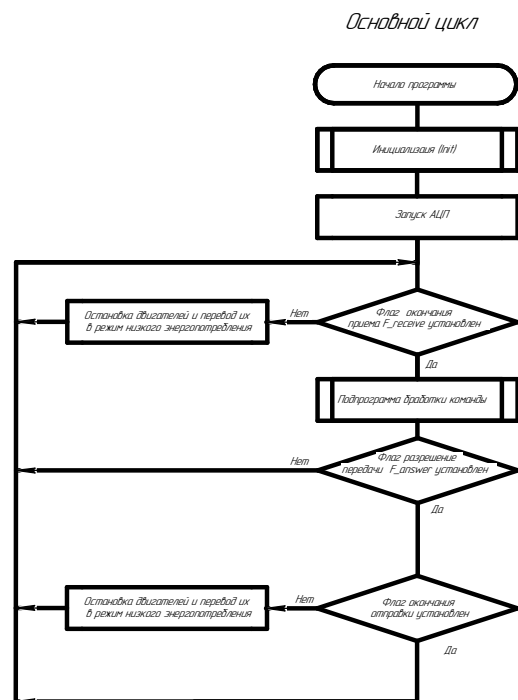 Основной цикл
Начало программы
Инициализаия (Init)
Запуск АЦП
Остановка двигателей и перевод их
в режим низкого энергопотребления
Нет
Флаг окончания
приема F_receive установлен
Да
Подпрограмма бработки команды
Нет
Флаг разрешение
передачи F_answer установлен
Да
Остановка двигателей и перевод их
в режим низкого энергопотребления
Нет
Флаг окончания
отправки установлен
Да